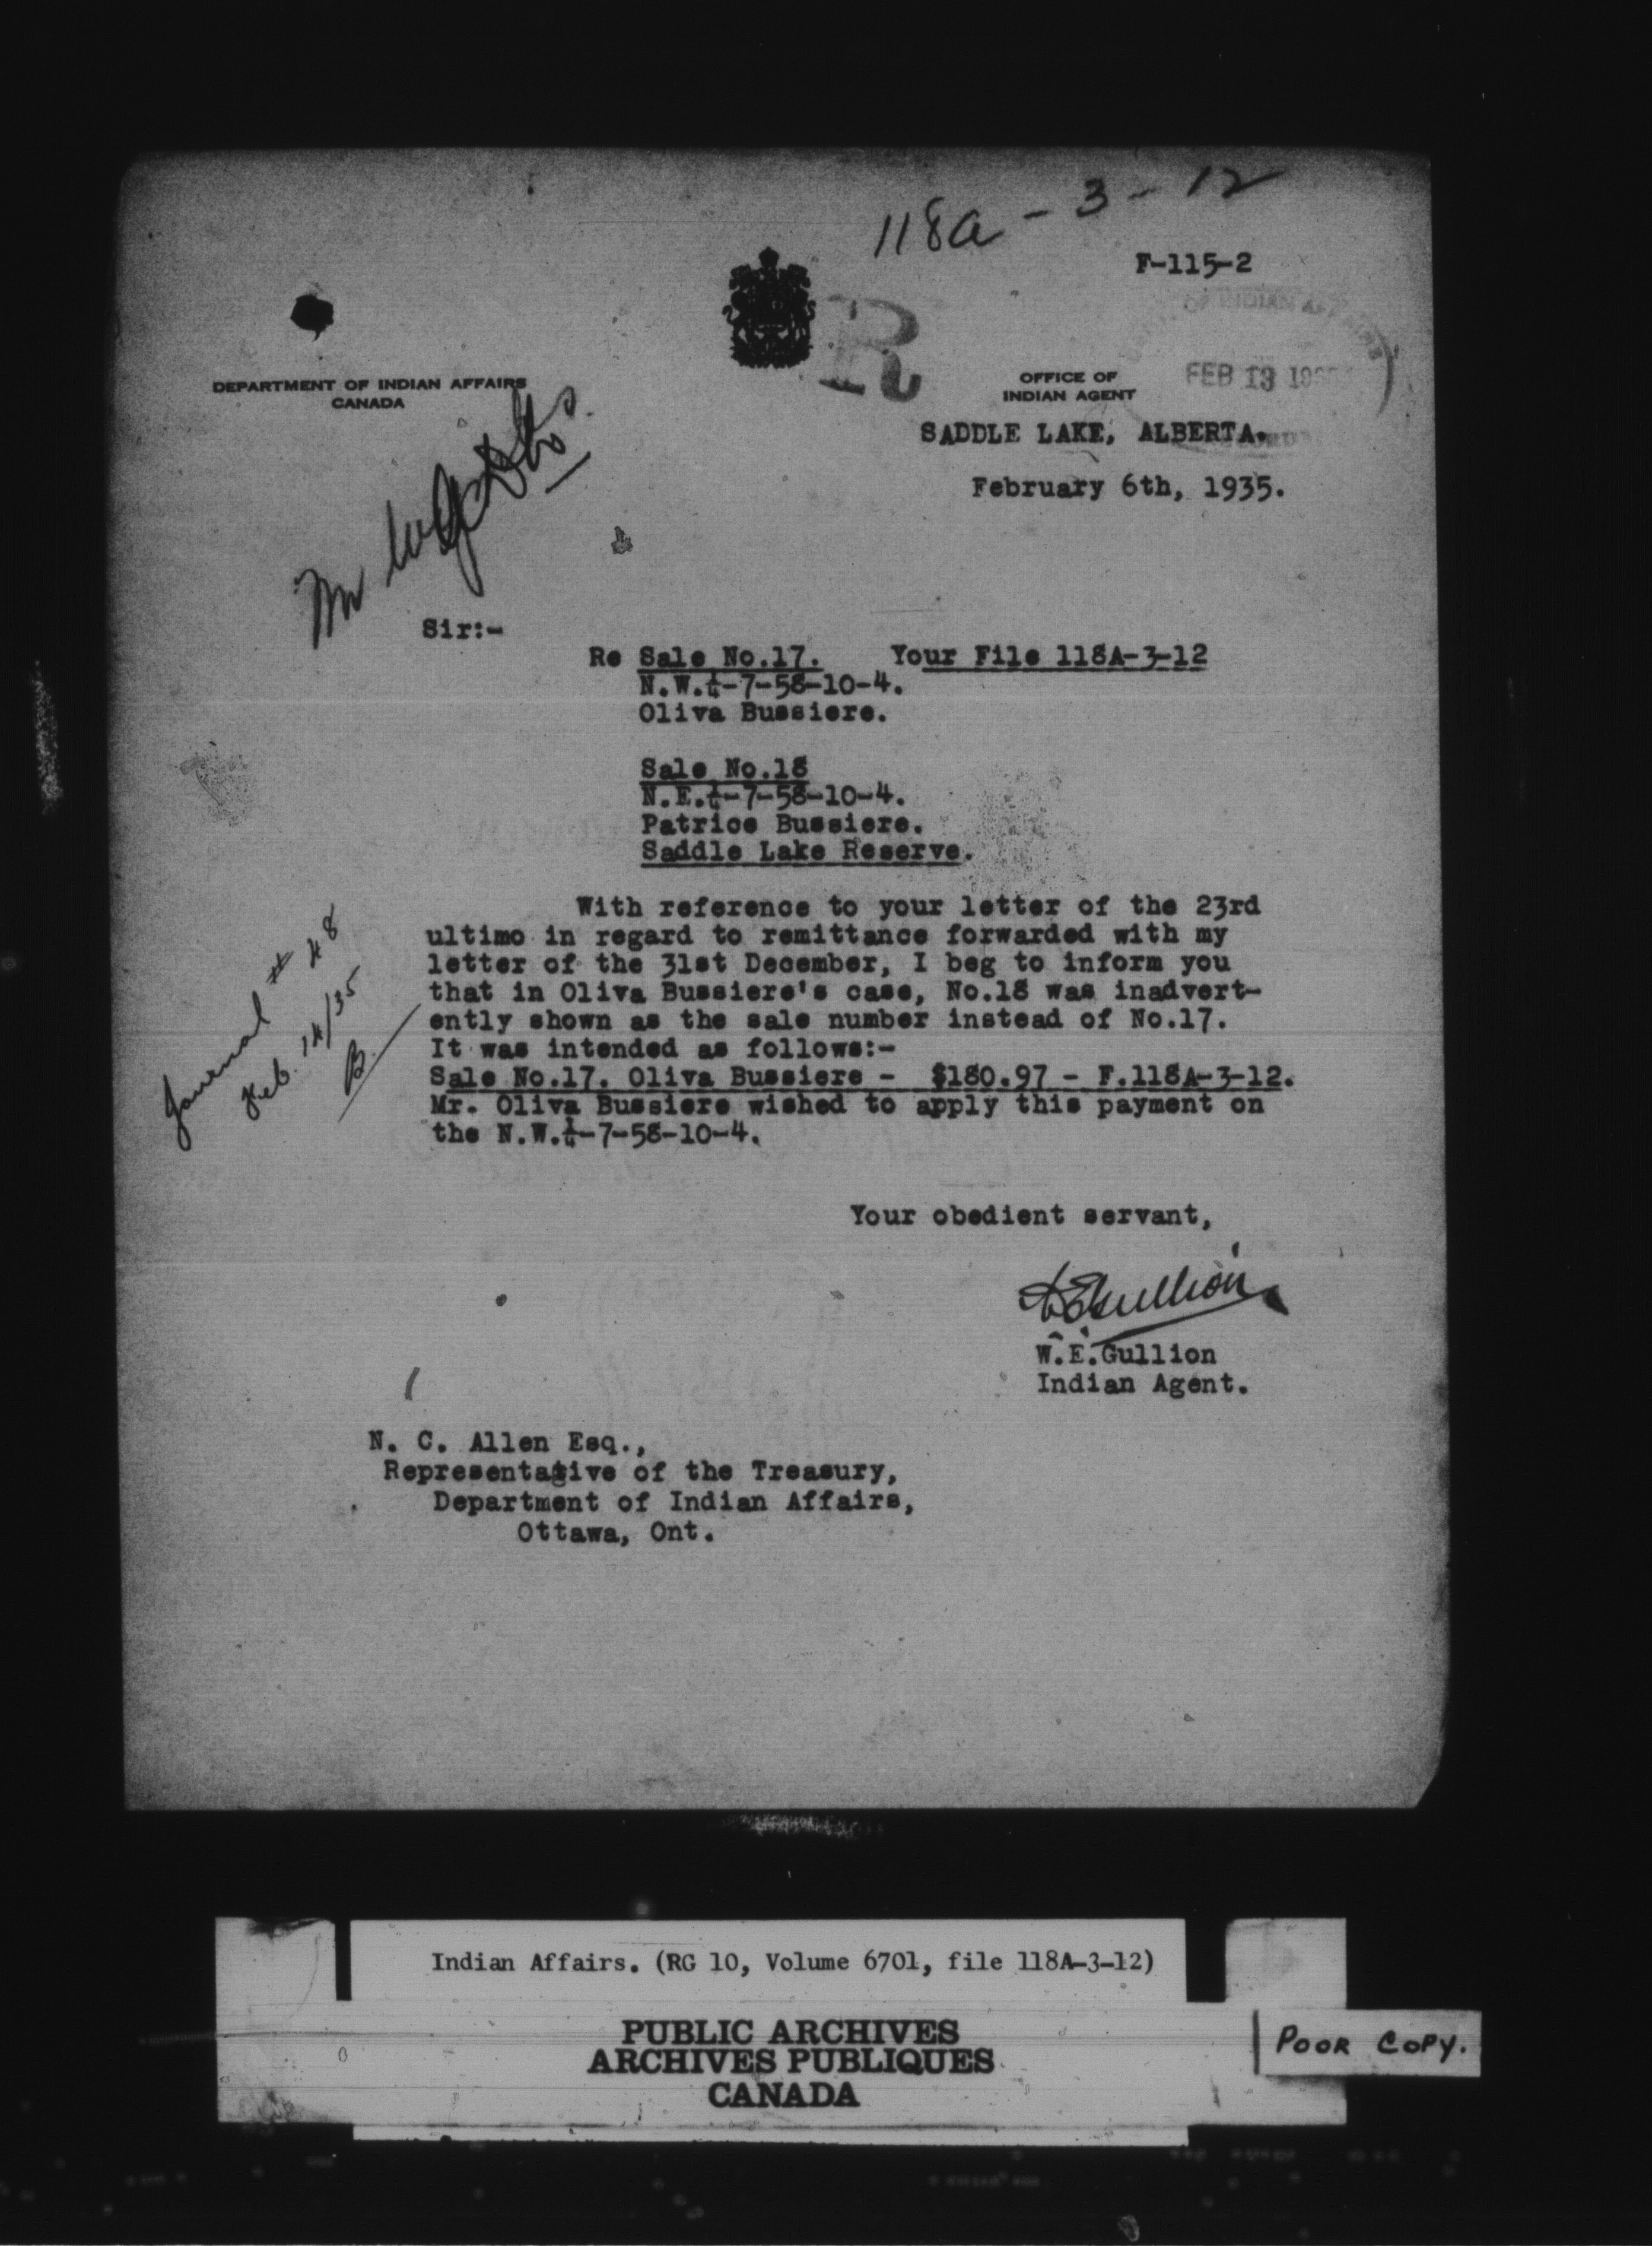 118a-3-12
F-115-2
R
OF INDIAN AFFAIRS
FEB 13
DEPARTMENT OF INDIAN AFFAIRS
CANADA
OFFICE OF
INDIAN AGENT
SADDLE LAKE, ALBERTA.
February 6th, 1935.
Mr
Sir:-
Re Sale No.17. Your File 118A-3-12
N.W.¼-7-58-10-4.
Oliva Bussiere.
Sale No.18
N.E.¼-7-58-10-4.
Patrice Bussiere.
Saddle Lake Reserve.
With reference to your letter of the 23rd
ultimo in regard to remittance forwarded with my
letter of the 31st December, I beg to inform you
that in Oliva Bussiere's case, No.18 was inadvert-
ently shown as the sale number instead of No.17.
It was intended as follows:-
Sale No.17. Oliva Bussiere - $180.97 - F.118A-3-12.
Mr. Oliva Bussiere wished to apply this payment on
the N.W.¼-7-58-10-4.
Journal # 48
Feb. 14/35
B.
Your obedient servant,
W.E.Gullion
W.E.Gullion
Indian Agent.
N. C. Allen Esq.,
Representative of the Treasury,
Department of Indian Affairs,
Ottawa, Ont.
Indian Affairs. (RG 10, Volume 6701, file 118A-3-12)
PUBLIC ARCHIVES
ARCHIVES PUBLIQUES
CANADA
POOR COPY.